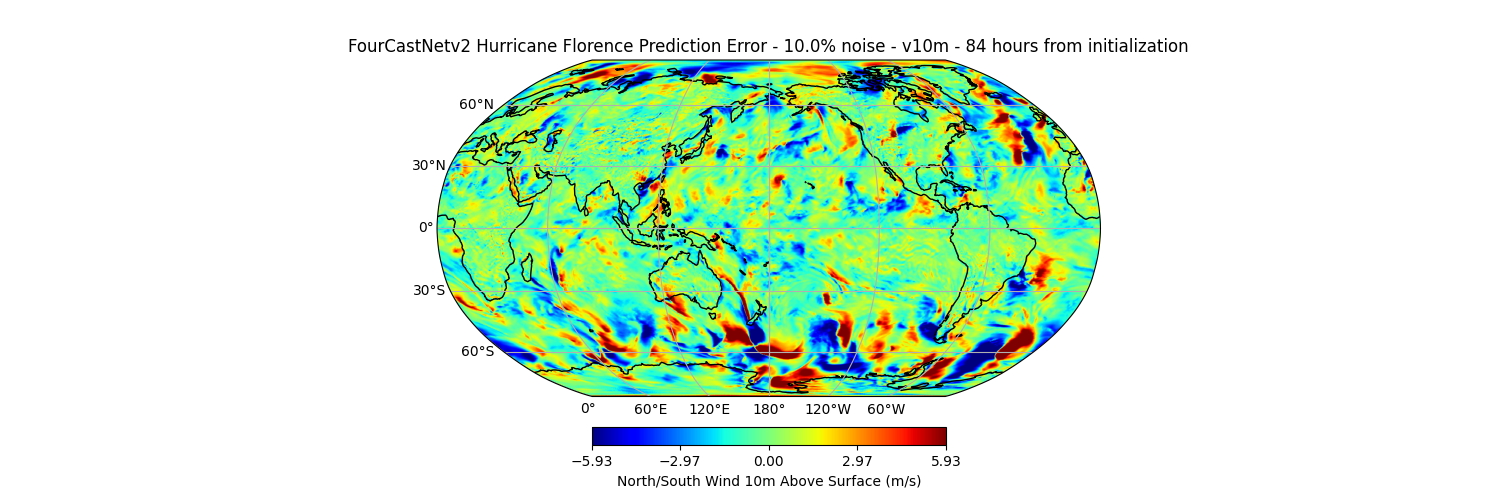 FourCastNetv2 Hurricane Florence Prediction Error - 10.0% noise - v10m - 84 hours from initialization
60°N
30°N
0°
30°S
60°S
0° 60°E 120°E 180° 120°W 60°W
−5.93 −2.97 0.00 2.97 5.93
North/South Wind 10m Above Surface (m/s)